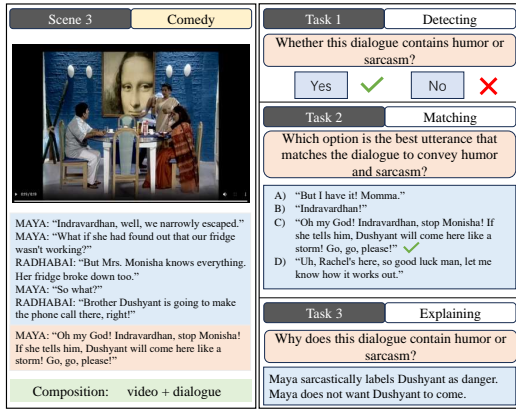 Scene 3
Comedy
MAYA: “Indravardhan, well, we narrowly escaped.”
MAYA: “What if she had found out that our fridge
wasn't working?”
RADHABAI: “But Mrs. Monisha knows everything.
Her fridge broke down too.”
MAYA: “So what?”
RADHABAI: “Brother Dushyant is going to make
the phone call there, right!”
MAYA: “Oh my God! Indravardhan, stop Monisha!
If she tells him, Dushyant will come here like a
storm! Go, go, please!”
Composition: video + dialogue
Task 1
Detecting
Whether this dialogue contains humor or
sarcasm?
Yes
No
Task 2
Matching
Which option is the best utterance that
matches the dialogue to convey humor
and sarcasm?
A) “But I have it! Momma.”
B) “Indravardhan!”
C) “Oh my God! Indravardhan, stop Monisha! If
she tells him, Dushyant will come here like a
storm! Go, go, please!”
D) “Uh, Rachel's here, so good luck man, let me
know how it works out.”
Task 3
Explaining
Why does this dialogue contain humor or
sarcasm?
Maya sarcastically labels Dushyant as danger.
Maya does not want Dushyant to come.